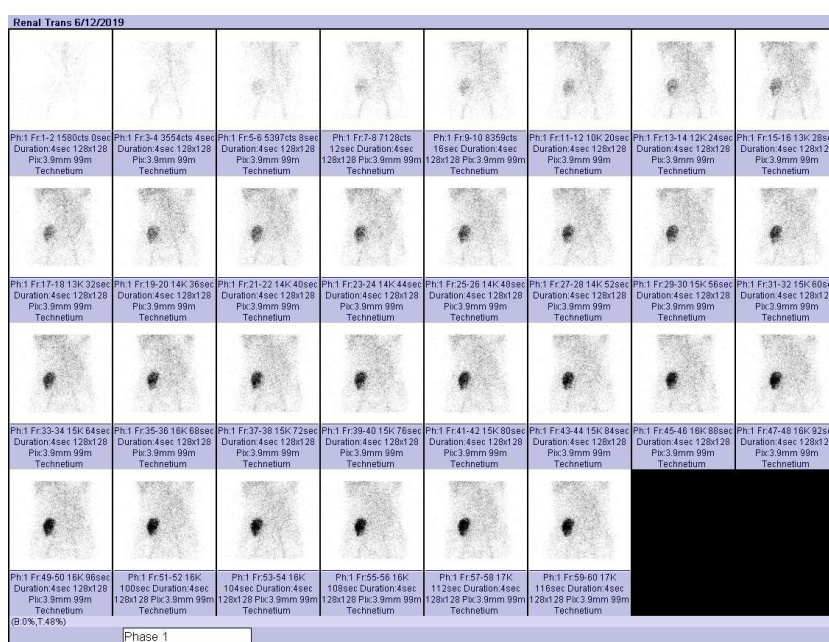 Renal Trans 6/12/2019
Ph:1 Fr:1-2 1580cts 0sec
Duration:4sec 128x128
Pix:3.9mm 99m
Technetium
Ph:1 Fr:3-4 3554cts 4sec
Duration:4sec 128x128
Pix:3.9mm 99m
Technetium
Ph:1 Fr:5-6 5397cts 8sec
Duration:4sec 128x128
Pix:3.9mm 99m
Technetium
Ph:1 Fr:7-8 7128cts
12sec Duration:4sec
128x128 Pix:3.9mm 99m
Technetium
Ph:1 Fr:9-10 8359cts
16sec Duration:4sec
128x128 Pix:3.9mm 99m
Technetium
Ph:1 Fr:11-12 10K 20sec
Duration:4sec 128x128
Pix:3.9mm 99m
Technetium
Ph:1 Fr:13-14 12K 24sec
Duration:4sec 128x128
Pix:3.9mm 99m
Technetium
Ph:1 Fr:15-16 13K 28se
Duration:4sec 128x12
Pix:3.9mm 99m
Technetium
Ph:1 Fr:17-18 13K 32sec
Duration:4sec 128x128
Pix:3.9mm 99m
Technetium
Ph:1 Fr:19-20 14K 36sec
Duration:4sec 128x128
Pix:3.9mm 99m
Technetium
Ph:1 Fr:21-22 14K 40sec
Duration:4sec 128x128
Pix:3.9mm 99m
Technetium
Ph:1 Fr:23-24 14K 44sec
Duration:4sec 128x128
Pix:3.9mm 99m
Technetium
Ph:1 Fr:25-26 14K 48sec
Duration:4sec 128x128
Pix:3.9mm 99m
Technetium
Ph:1 Fr:27-28 14K 52sec
Duration:4sec 128x128
Pix:3.9mm 99m
Technetium
Ph:1 Fr:29-30 15K 56sec
Duration:4sec 128x128
Pix:3.9mm 99m
Technetium
Ph:1 Fr:31-32 15K 60se
Duration:4sec 128x12
Pix:3.9mm 99m
Technetium
Ph:1 Fr:33-34 15K 64sec
Duration:4sec 128x128
Pix:3.9mm 99m
Technetium
Ph:1 Fr:35-36 16K 68sec
Duration:4sec 128x128
Pix:3.9mm 99m
Technetium
Ph:1 Fr:37-38 15K 72sec
Duration:4sec 128x128
Pix:3.9mm 99m
Technetium
Ph:1 Fr:39-40 15K 76sec
Duration:4sec 128x128
Pix:3.9mm 99m
Technetium
Ph:1 Fr:41-42 15K 80sec
Duration:4sec 128x128
Pix:3.9mm 99m
Technetium
Ph:1 Fr:43-44 15K 84sec
Duration:4sec 128x128
Pix:3.9mm 99m
Technetium
Ph:1 Fr:45-46 16K 88sec
Duration:4sec 128x128
Pix:3.9mm 99m
Technetium
Ph:1 Fr:47-48 16K 92se
Duration:4sec 128x12
Pix:3.9mm 99m
Technetium
Ph:1 Fr:49-50 16K 96sec
Duration:4sec 128x128
Pix:3.9mm 99m
Technetium
Ph:1 Fr:51-52 16K
100sec Duration:4sec
128x128 Pix:3.9mm 99m
Technetium
Ph:1 Fr:53-54 16K
104sec Duration:4sec
128x128 Pix:3.9mm 99m
Technetium
Ph:1 Fr:55-56 16K
108sec Duration:4sec
128x128 Pix:3.9mm 99m
Technetium
Ph:1 Fr:57-58 17K
112sec Duration:4sec
128x128 Pix:3.9mm 99m
Technetium
Ph:1 Fr:59-60 17K
116sec Duration:4sec
128x128 Pix:3.9mm 99m
Technetium
(B:0%,T:48%)
Phase 1